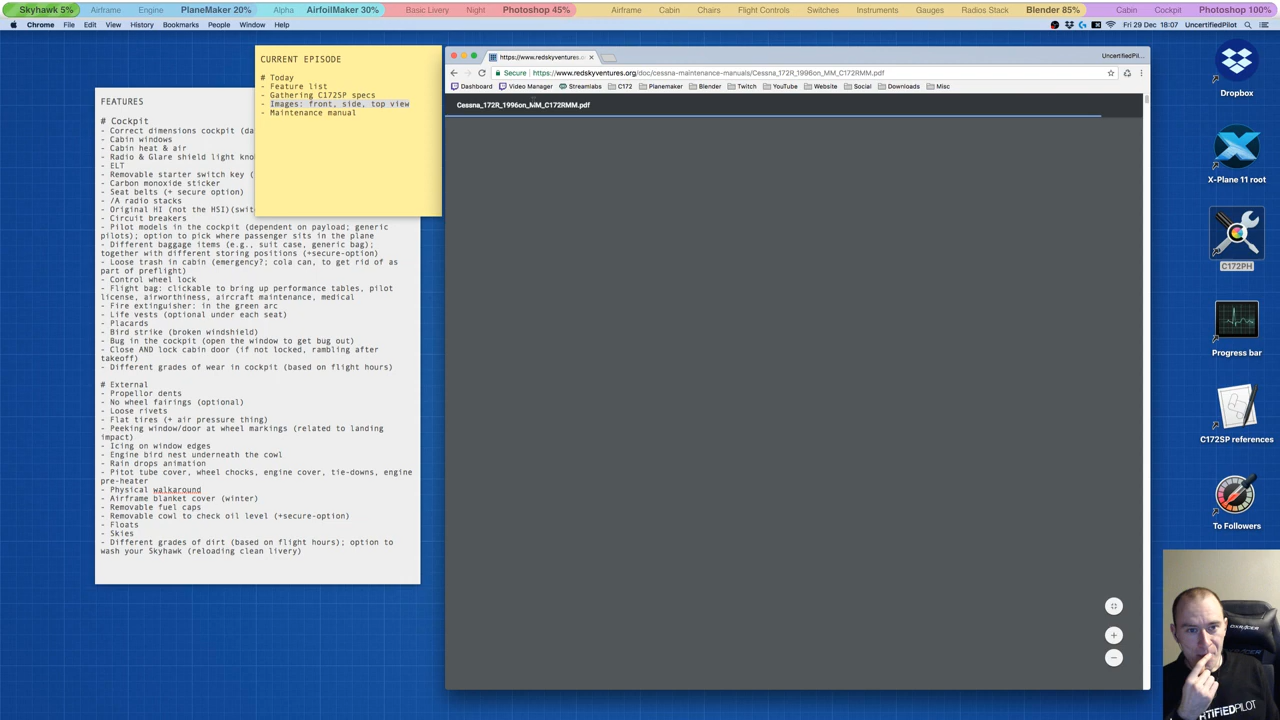 Skyhawk 5%
Airframe
Engine
PlaneMaker 20%
Alpha
AirfoilMaker 30%
Basic Livery
Night
Photoshop 45%
Airframe
Cabin
Chairs
Flight Controls
Switches
Instruments
Gauges
Radios Stack
Blender 85%
Cabin
Cockpit
Photoshop 100%
Chrome File Edit View History Bookmarks People Window Help
Fri 29 Dec 18:07 UncertifiedPilot
CURRENT EPISODE
# Today
- Feature list
- Gathering C172SP specs
- Images: front, side, top view
- Maintenance manual
FEATURES
# Cockpit
- Correct dimensions cockpit (da
- Cabin windows
- Cabin heat & air
- Radio & Glare shield light kno
- ELT
- Removable starter switch key (
- Carbon monoxide sticker
- Seat belts (+ secure option)
- /A radio stacks
- Original HI (not the HSI)(swit
- Circuit breakers
- Pilot models in the cockpit (dependent on payload; generic
pilots); option to pick where passenger sits in the plane
- Different baggage items (e.g., suit case, generic bag);
together with different storing positions (+secure-option)
- Loose trash in cabin (emergency?; cola can, to get rid of as
part of preflight)
- Control wheel lock
- Flight bag: clickable to bring up performance tables, pilot
license, airworthiness, aircraft maintenance, medical
- Fire extinguisher: in the green arc
- Life vests (optional under each seat)
- Placards
- Bird strike (broken windshield)
- Bug in the cockpit (open the window to get bug out)
- Close AND lock cabin door (if not locked, rambling after
takeoff)
- Different grades of wear in cockpit (based on flight hours)
# External
- Propellor dents
- No wheel fairings (optional)
- Loose rivets
- Flat tires (+ air pressure thing)
- Peeking window/door at wheel markings (related to landing
impact)
- Icing on window edges
- Engine bird nest underneath the cowl
- Rain drops animation
- Pitot tube cover, wheel chocks, engine cover, tie-downs, engine
pre-heater
- Physical walkaround
- Airframe blanket cover (winter)
- Removable fuel caps
- Removable cowl to check oil level (+secure-option)
- Floats
- Skies
- Different grades of dirt (based on flight hours); option to
wash your Skyhawk (reloading clean livery)
https://www.redskyventures.o
UncertifiedPil...
Secure https://www.redskyventures.org/doc/cessna-maintenance-manuals/Cessna_172R_1996on_MM_C172RMM.pdf
Dashboard Video Manager Streamlabs C172 Planemaker Blender Twitch YouTube Website Social Downloads Misc
Cessna_172R_1996on_MM_C172RMM.pdf
Dropbox
X-Plane 11 root
C172PH
Progress bar
C172SP references
To Followers